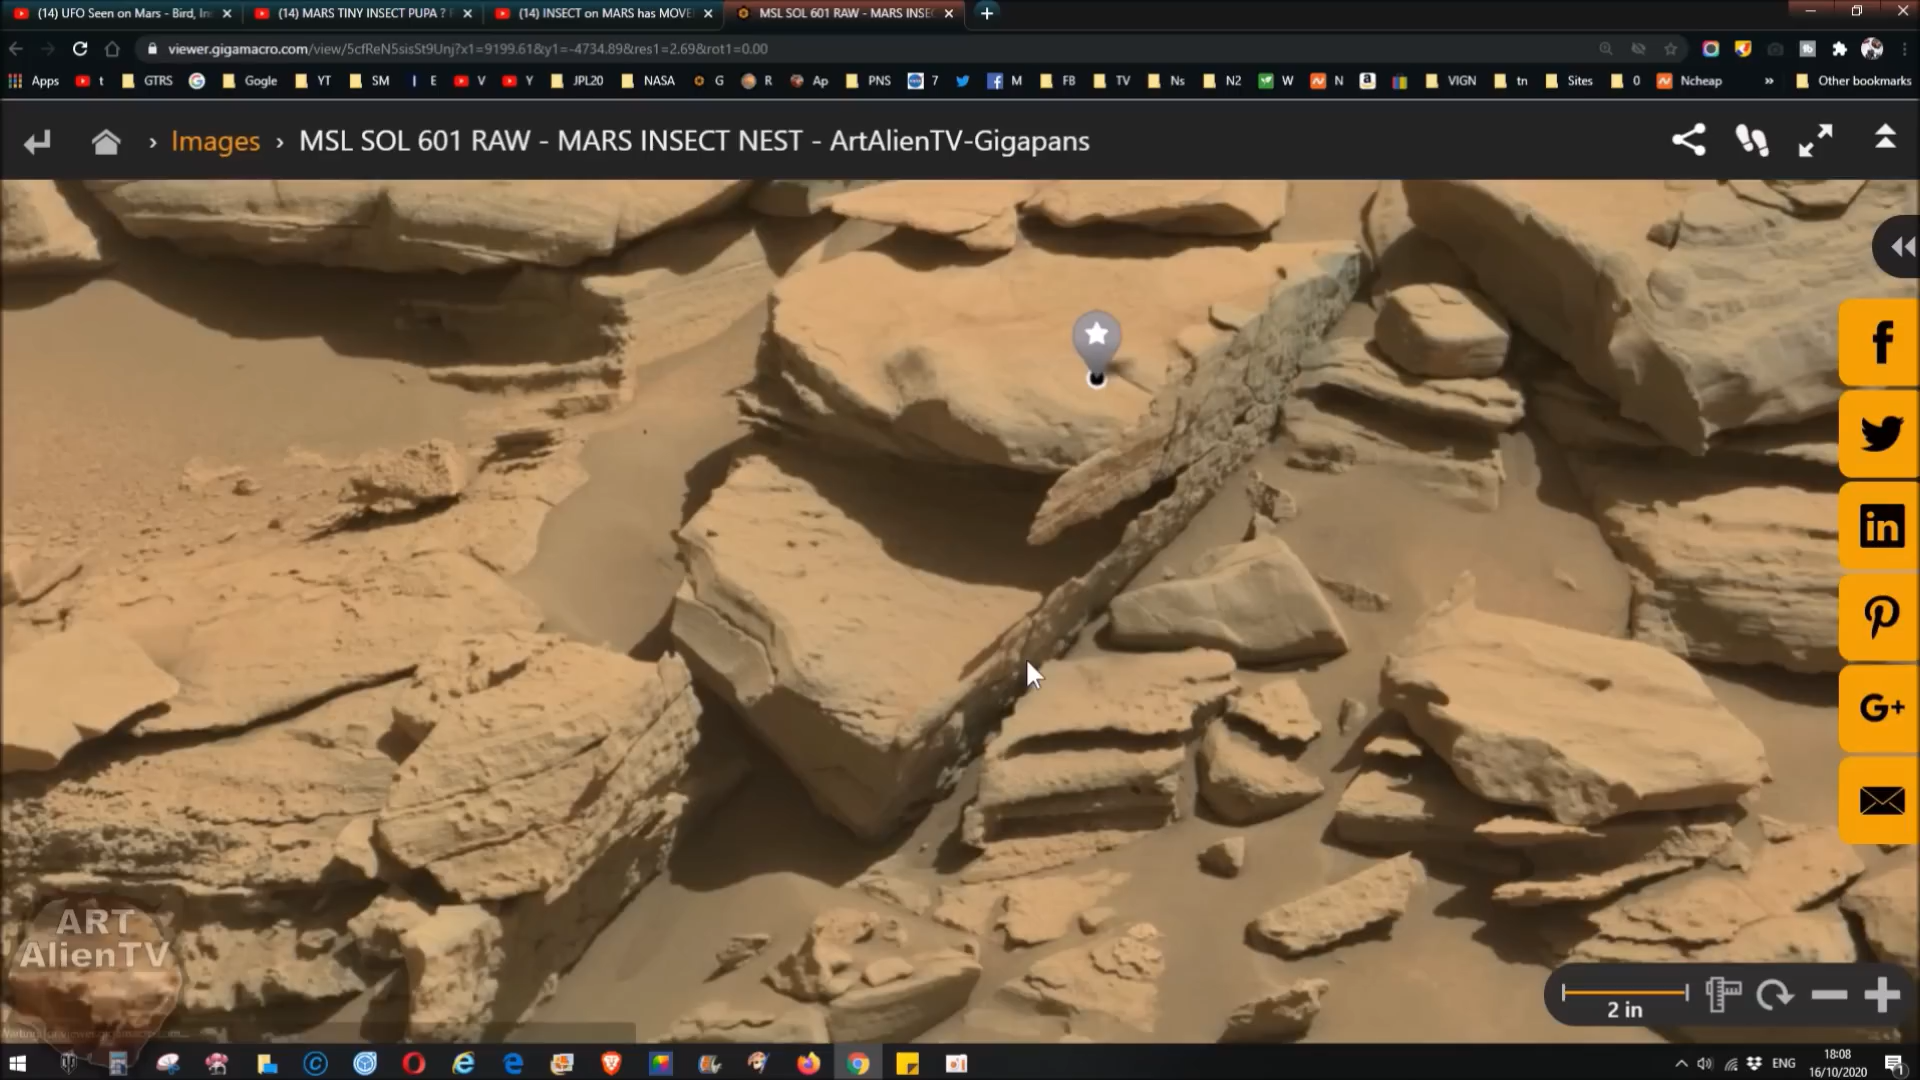 (14) UFO Seen on Mars - Bird, In
(14) MARS TINY INSECT PUPA ?
(14) INSECT on MARS has MOVE
MSL SOL 601 RAW - MARS INSEC
viewer.gigamacro.com/view/5cfReN5sisSt9Unj?x1=9199.61&y1=-4734.89&res1=2.69&rot1=0.00
Apps t GTRS Gogle YT SM E V Y JPL20 NASA G R Ap PNS 7 M FB TV Ns N2 W N VIGN tn Sites 0 Ncheap » Other bookmarks
Images › MSL SOL 601 RAW - MARS INSECT NEST - ArtAlienTV-Gigapans
ART
AlienTV
2 in
ENG
18:08
16/10/2020